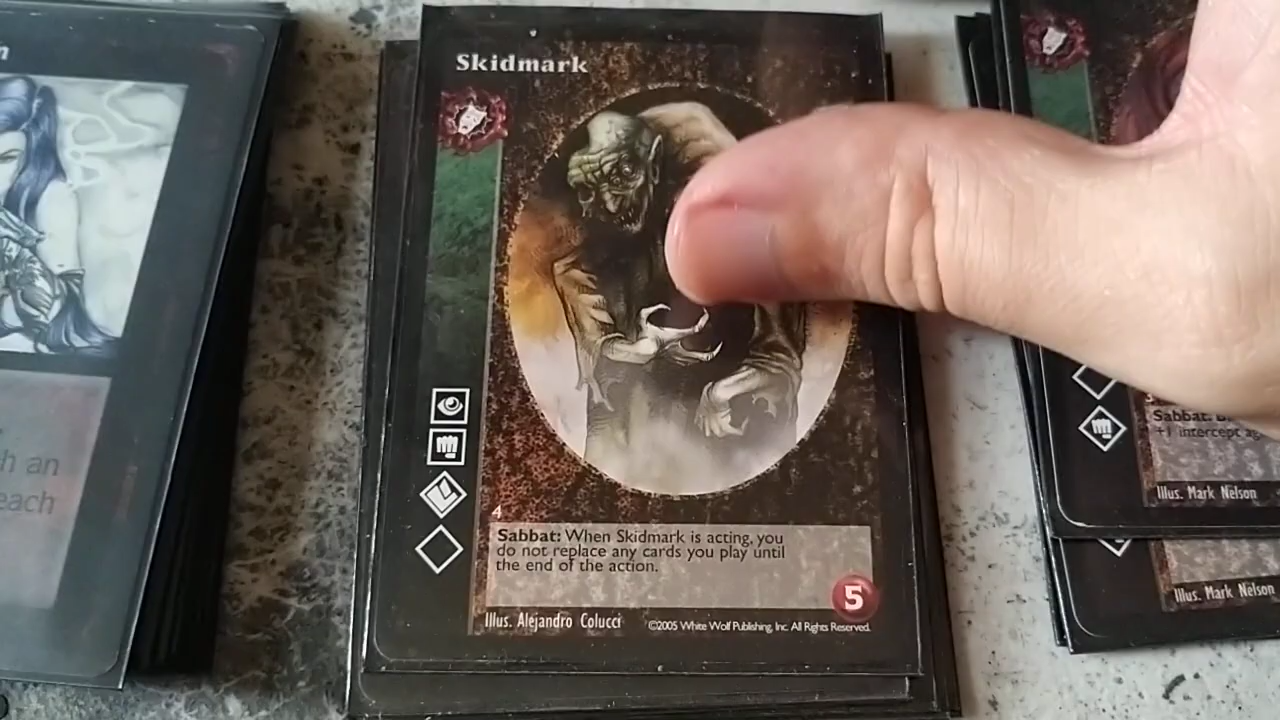 Skidmark
4
Sabbat: When Skidmark is acting, you
do not replace any cards you play until
the end of the action.
5
Illus. Alejandro Colucci ©2005 White Wolf Publishing, Inc. All Rights Reserved.
h an
each
Sabbat:
+1 intercept
Illus. Mark Nelson
Illus. Mark Nelson